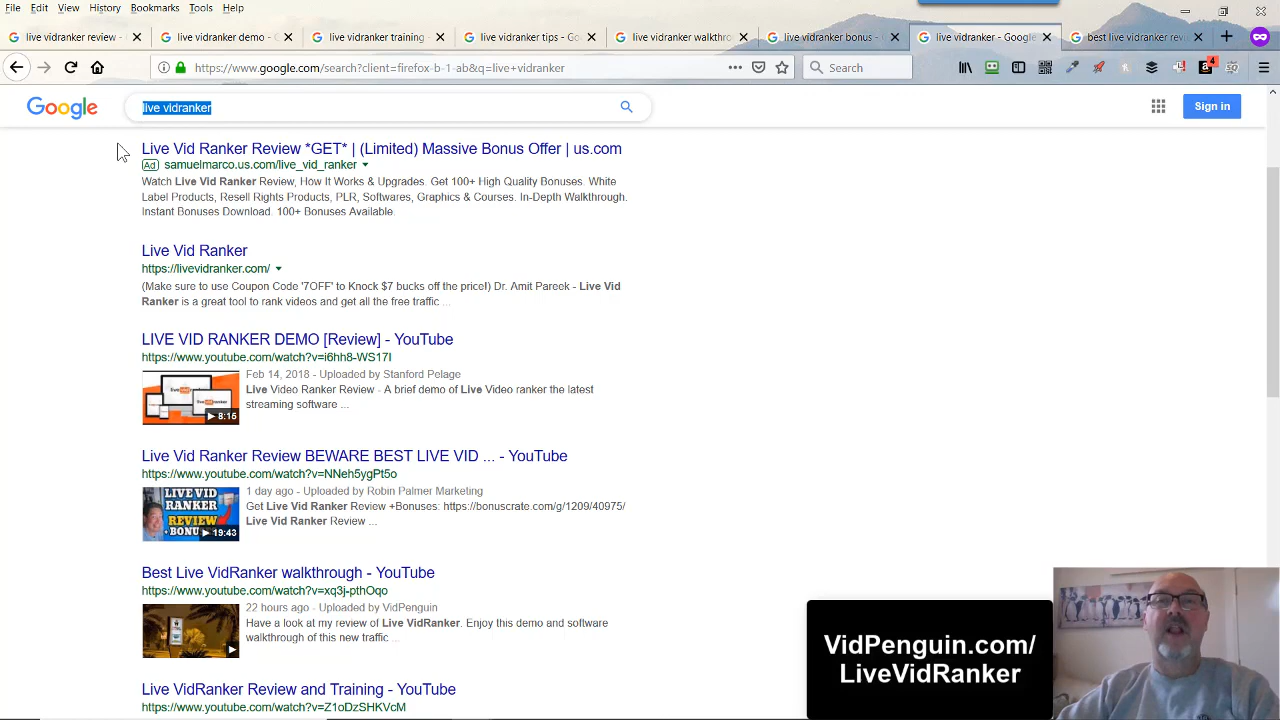 File Edit View History Bookmarks Tools Help
live vidranker review -
live vidranker demo - G
live vidranker training -
live vidranker tips - Goo
live vidranker walkthro
live vidranker bonus -
live vidranker - Google
best live vidranker revie
https://www.google.com/search?client=firefox-b-1-ab&q=live+vidranker
Search
4
Google
live vidranker
Sign in
Live Vid Ranker Review *GET* | (Limited) Massive Bonus Offer | us.com
Ad samuelmarco.us.com/live_vid_ranker
Watch Live Vid Ranker Review, How It Works & Upgrades. Get 100+ High Quality Bonuses. White
Label Products, Resell Rights Products, PLR, Softwares, Graphics & Courses. In-Depth Walkthrough.
Instant Bonuses Download. 100+ Bonuses Available.
Live Vid Ranker
https://livevidranker.com/
(Make sure to use Coupon Code '7OFF' to Knock $7 bucks off the price!) Dr. Amit Pareek - Live Vid
Ranker is a great tool to rank videos and get all the free traffic ...
LIVE VID RANKER DEMO [Review] - YouTube
https://www.youtube.com/watch?v=i6hh8-WS17I
Feb 14, 2018 - Uploaded by Stanford Pelage
Live Video Ranker Review - A brief demo of Live Video ranker the latest
streaming software ...
8:15
Live Vid Ranker Review BEWARE BEST LIVE VID ... - YouTube
https://www.youtube.com/watch?v=NNeh5ygPt5o
1 day ago - Uploaded by Robin Palmer Marketing
Get Live Vid Ranker Review +Bonuses: https://bonuscrate.com/g/1209/40975/
Live Vid Ranker Review ...
LIVE VID
RANKER
REVIEW
+BONU
19:43
Best Live VidRanker walkthrough - YouTube
https://www.youtube.com/watch?v=xq3j-pthOqo
22 hours ago - Uploaded by VidPenguin
Have a look at my review of Live VidRanker. Enjoy this demo and software
walkthrough of this new traffic ...
Live VidRanker Review and Training - YouTube
https://www.youtube.com/watch?v=Z1oDzSHKVcM
VidPenguin.com/
LiveVidRanker